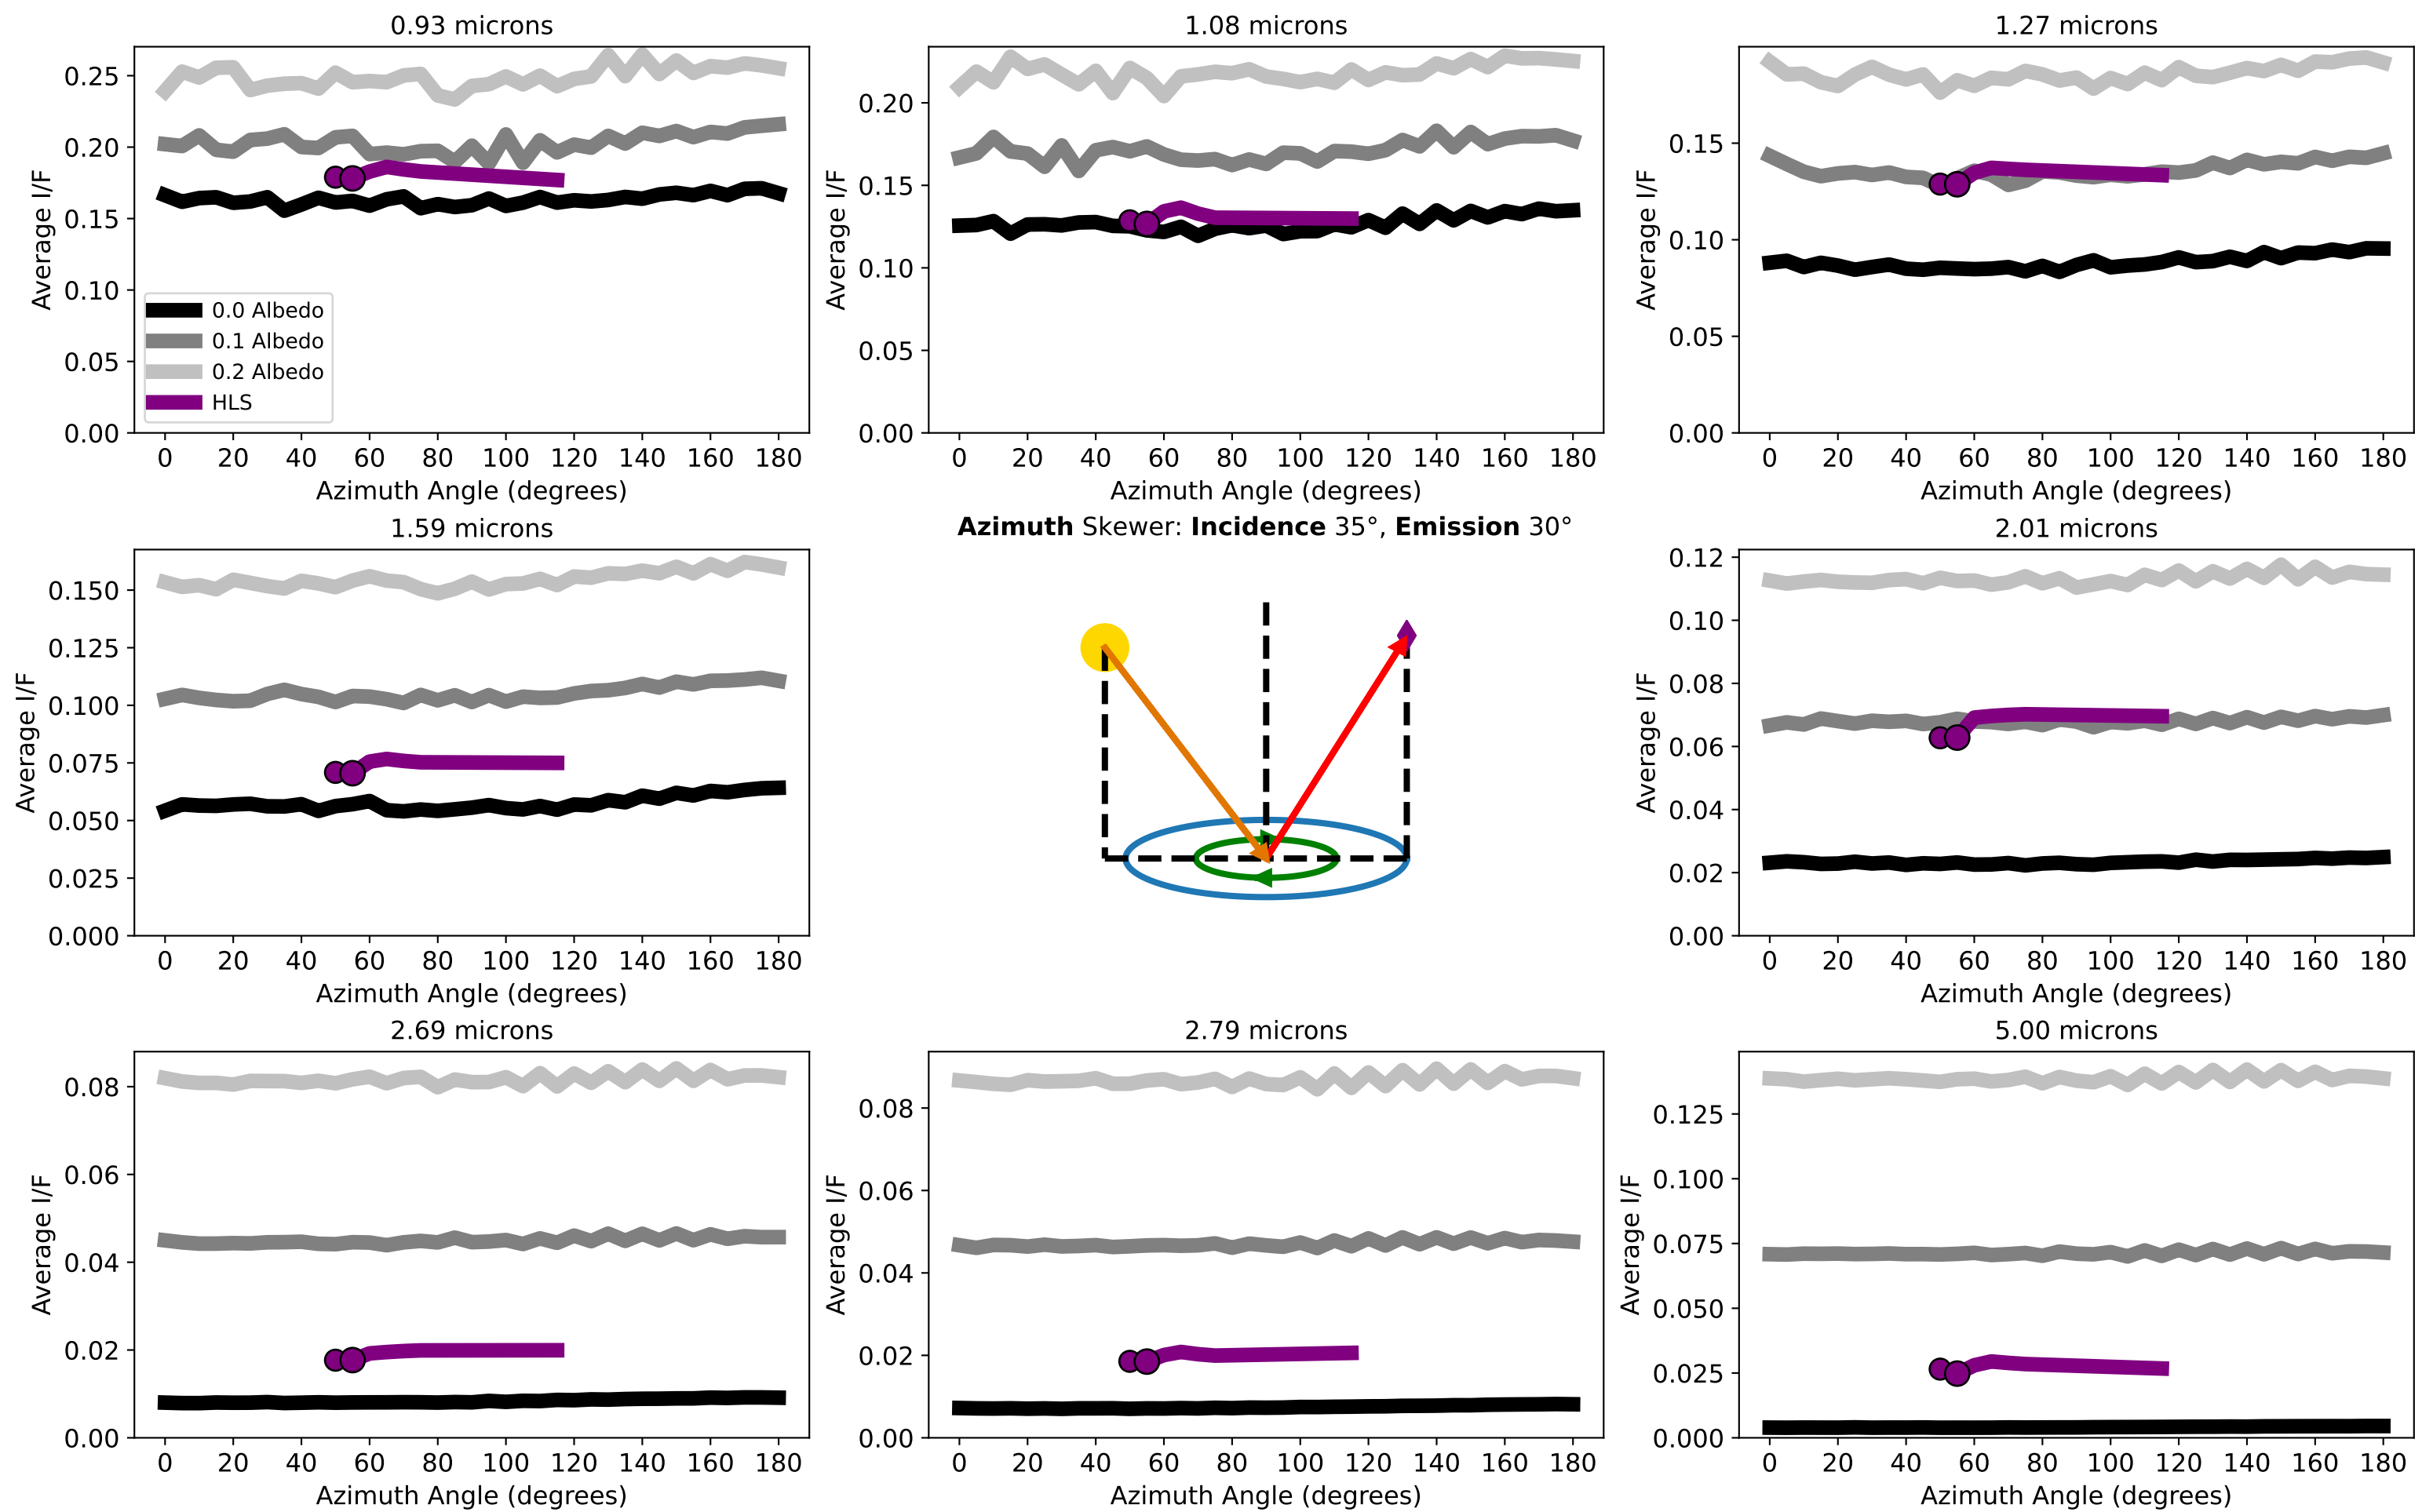 0.93 microns
Average I/F
0.25
0.20
0.15
0.10
0.05
0.00
0.0 Albedo
0.1 Albedo
0.2 Albedo
HLS
0 20 40 60 80 100 120 140 160 180
Azimuth Angle (degrees)
1.08 microns
Average I/F
0.20
0.15
0.10
0.05
0.00
0 20 40 60 80 100 120 140 160 180
Azimuth Angle (degrees)
1.27 microns
Average I/F
0.15
0.10
0.05
0.00
0 20 40 60 80 100 120 140 160 180
Azimuth Angle (degrees)
1.59 microns
Average I/F
0.150
0.125
0.100
0.075
0.050
0.025
0.000
0 20 40 60 80 100 120 140 160 180
Azimuth Angle (degrees)
Azimuth Skewer: Incidence 35°, Emission 30°
2.01 microns
Average I/F
0.12
0.10
0.08
0.06
0.04
0.02
0.00
0 20 40 60 80 100 120 140 160 180
Azimuth Angle (degrees)
2.69 microns
Average I/F
0.08
0.06
0.04
0.02
0.00
0 20 40 60 80 100 120 140 160 180
Azimuth Angle (degrees)
2.79 microns
Average I/F
0.08
0.06
0.04
0.02
0.00
0 20 40 60 80 100 120 140 160 180
Azimuth Angle (degrees)
5.00 microns
Average I/F
0.125
0.100
0.075
0.050
0.025
0.000
0 20 40 60 80 100 120 140 160 180
Azimuth Angle (degrees)